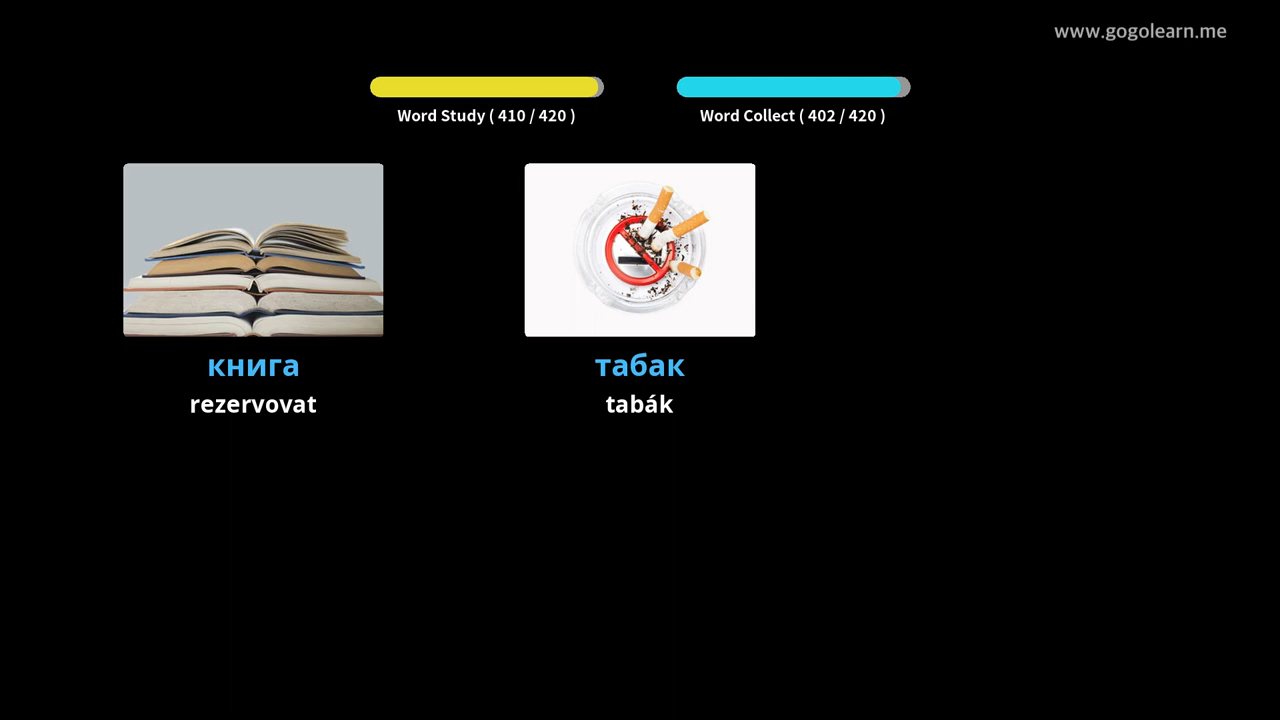 www.gogolearn.me
Word Study ( 410 / 420 )
Word Collect ( 402 / 420 )
книга
rezervovat
табак
tabák